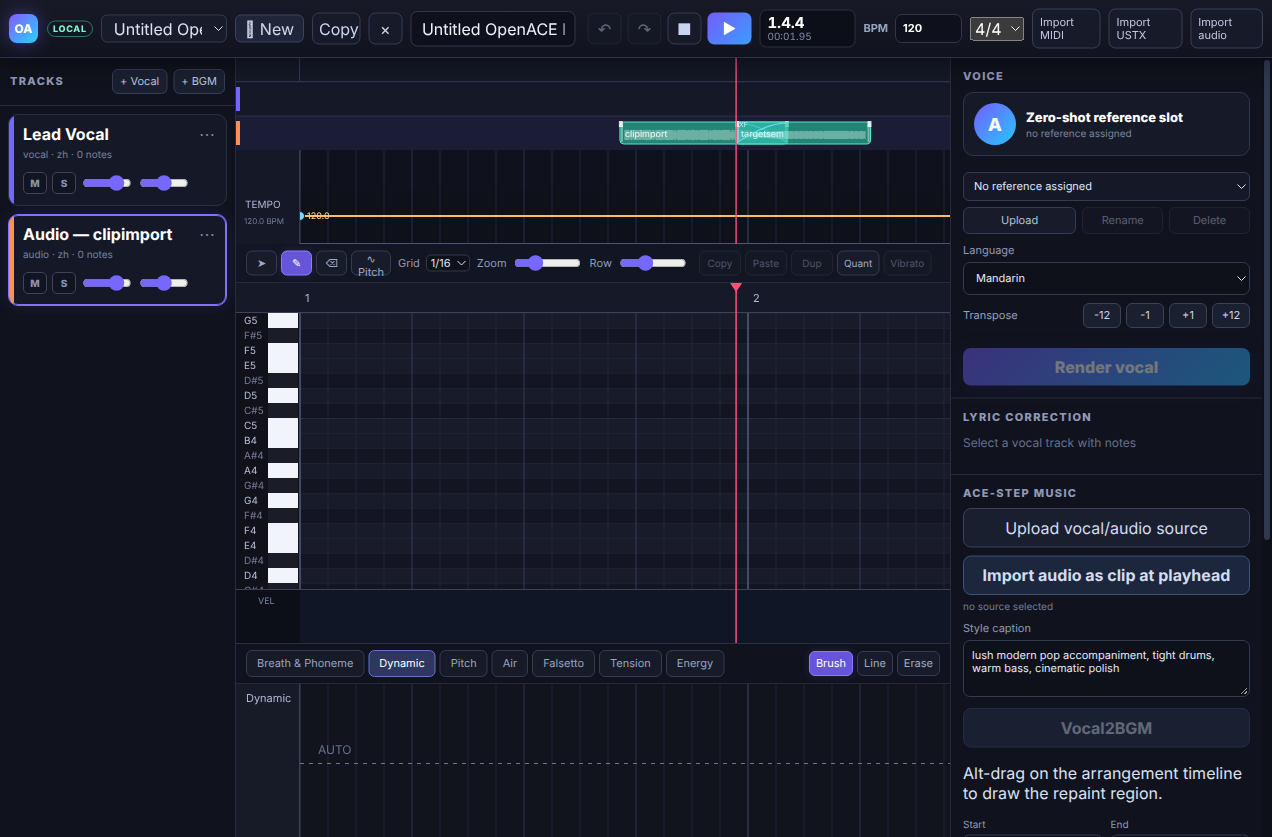 OA
LOCAL
Untitled Ope
New
Copy
×
Untitled OpenACE
1.4.4
00:01.95
BPM
120
4/4
Import MIDI
Import USTX
Import audio
TRACKS
+ Vocal
+ BGM
Lead Vocal
vocal · zh · 0 notes
M
S
Audio — clipimport
audio · zh · 0 notes
M
S
clipimport
XF
targetsem
TEMPO
120.0 BPM
120.0
Pitch
Grid
1/16
Zoom
Row
Copy
Paste
Dup
Quant
Vibrato
1
2
G5
F#5
F5
E5
D#5
D5
C#5
C5
B4
A#4
A4
G#4
G4
F#4
F4
E4
D#4
D4
VEL
Breath & Phoneme
Dynamic
Pitch
Air
Falsetto
Tension
Energy
Brush
Line
Erase
Dynamic
AUTO
VOICE
A
Zero-shot reference slot
no reference assigned
No reference assigned
Upload
Rename
Delete
Language
Mandarin
Transpose
-12
-1
+1
+12
Render vocal
LYRIC CORRECTION
Select a vocal track with notes
ACE-STEP MUSIC
Upload vocal/audio source
Import audio as clip at playhead
no source selected
Style caption
lush modern pop accompaniment, tight drums,
warm bass, cinematic polish
Vocal2BGM
Alt-drag on the arrangement timeline
to draw the repaint region.
Start
End